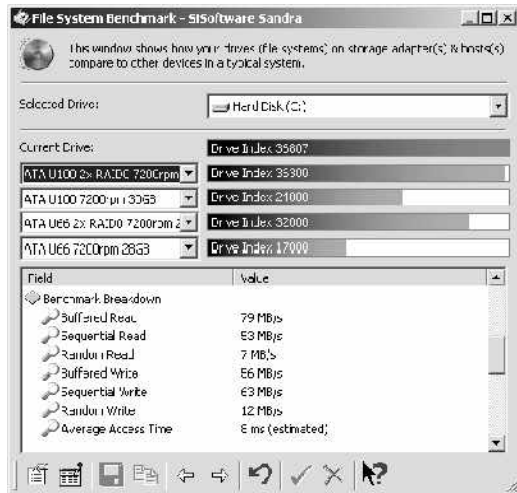 File System Benchmark - SiSoftware Sandra
This window shows how your drives (file systems) on storage adapter(s) & hosts(s)
compare to other devices in a typical system.
Selected Drive:
Hard Disk (C:)
Current Drive:
Drive Index 35607
ATA U100 2x RAID0 7200rpm
Drive Index 35300
ATA U100 7200rpm 30GB
Drive Index 24000
ATA U66 2x RAID0 7200rpm 2
Drive Index 32000
ATA U66 7200rpm 28GB
Drive Index 17000
Field Value
Benchmark Breakdown
Buffered Read 79 MB/s
Sequential Read 53 MB/s
Random Read 7 MB/s
Buffered Write 56 MB/s
Sequential Write 63 MB/s
Random Write 12 MB/s
Average Access Time 8 ms (estimated)